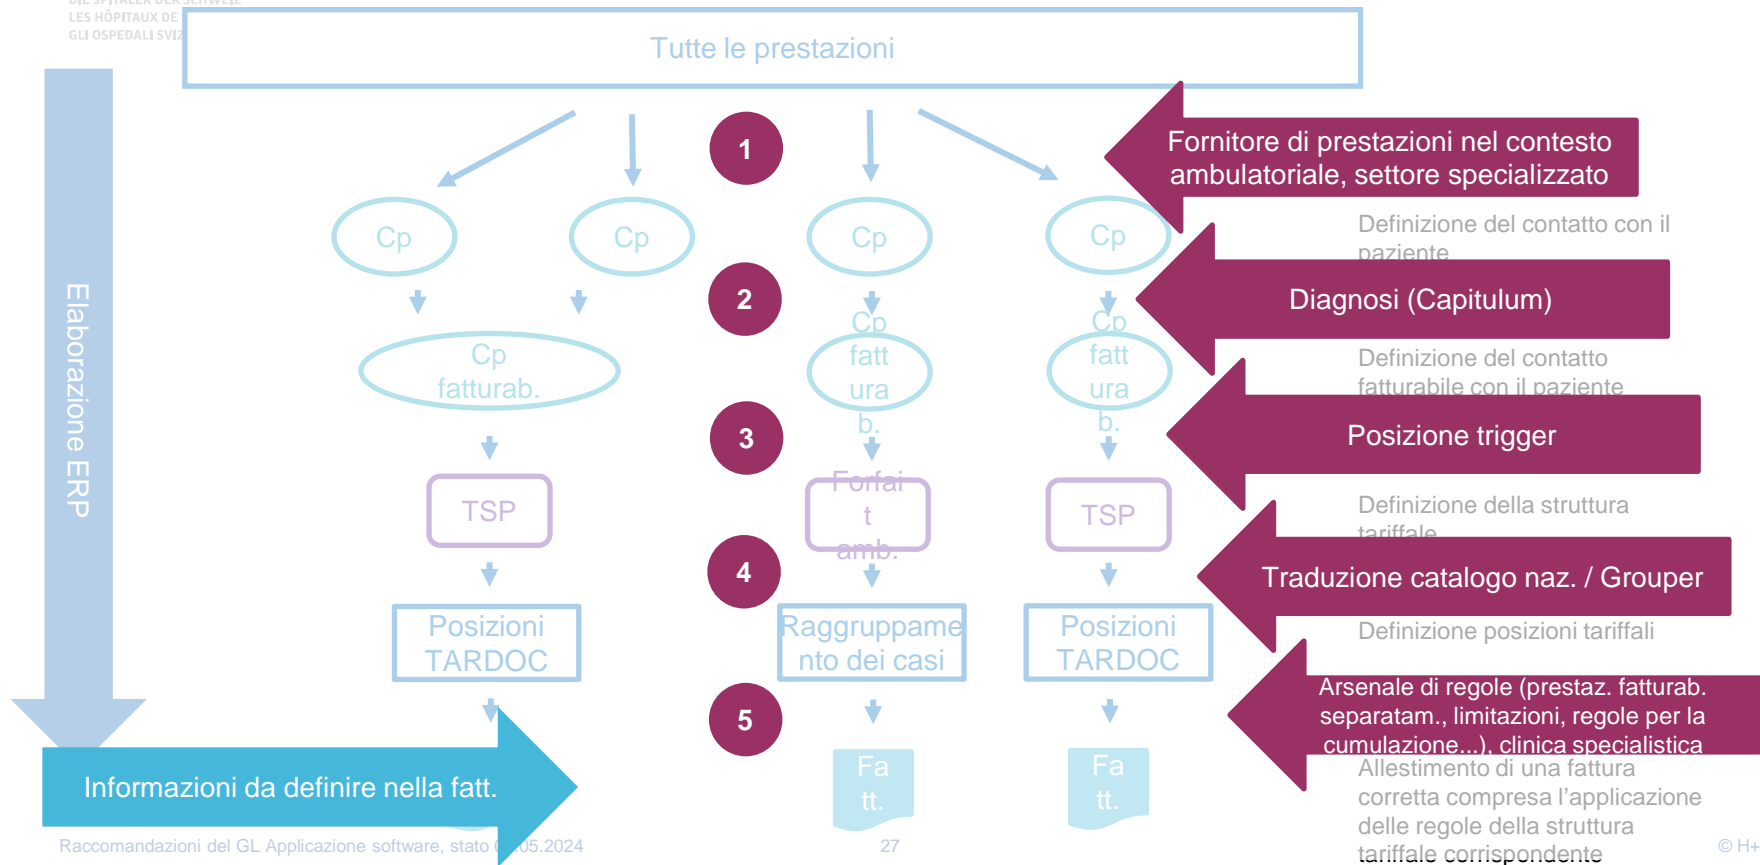 LES HÔPITAUX DE
GLI OSPEDALI
Tutte le prestazioni
Elaborazione ERP
1
Fornitore di prestazioni nel contesto
ambulatoriale, settore specializzato
Cp
Cp
Cp
Cp
Definizione del contatto con il
paziente
2
Diagnosi (Capitulum)
Cp
fatturab.
Cp
fatt
ura
b.
Cp
fatt
ura
b.
Definizione del contatto
fatturabile con il paziente
3
Posizione trigger
TSP
Forfai
t
amb.
TSP
Definizione della struttura
tariffale
4
Traduzione catalogo naz. / Grouper
Posizioni
TARDOC
Raggruppame
nto dei casi
Posizioni
TARDOC
Definizione posizioni tariffali
5
Arsenale di regole (prestaz. fatturab.
separatam., limitazioni, regole per la
cumulazione...), clinica specialistica
Informazioni da definire nella fatt.
Fa
tt.
Fa
tt.
Allestimento di una fattura
corretta compresa l'applicazione
delle regole della struttura
tariffale corrispondente
Raccomandazioni del GL Applicazione software, stato .05.2024
27
© H+